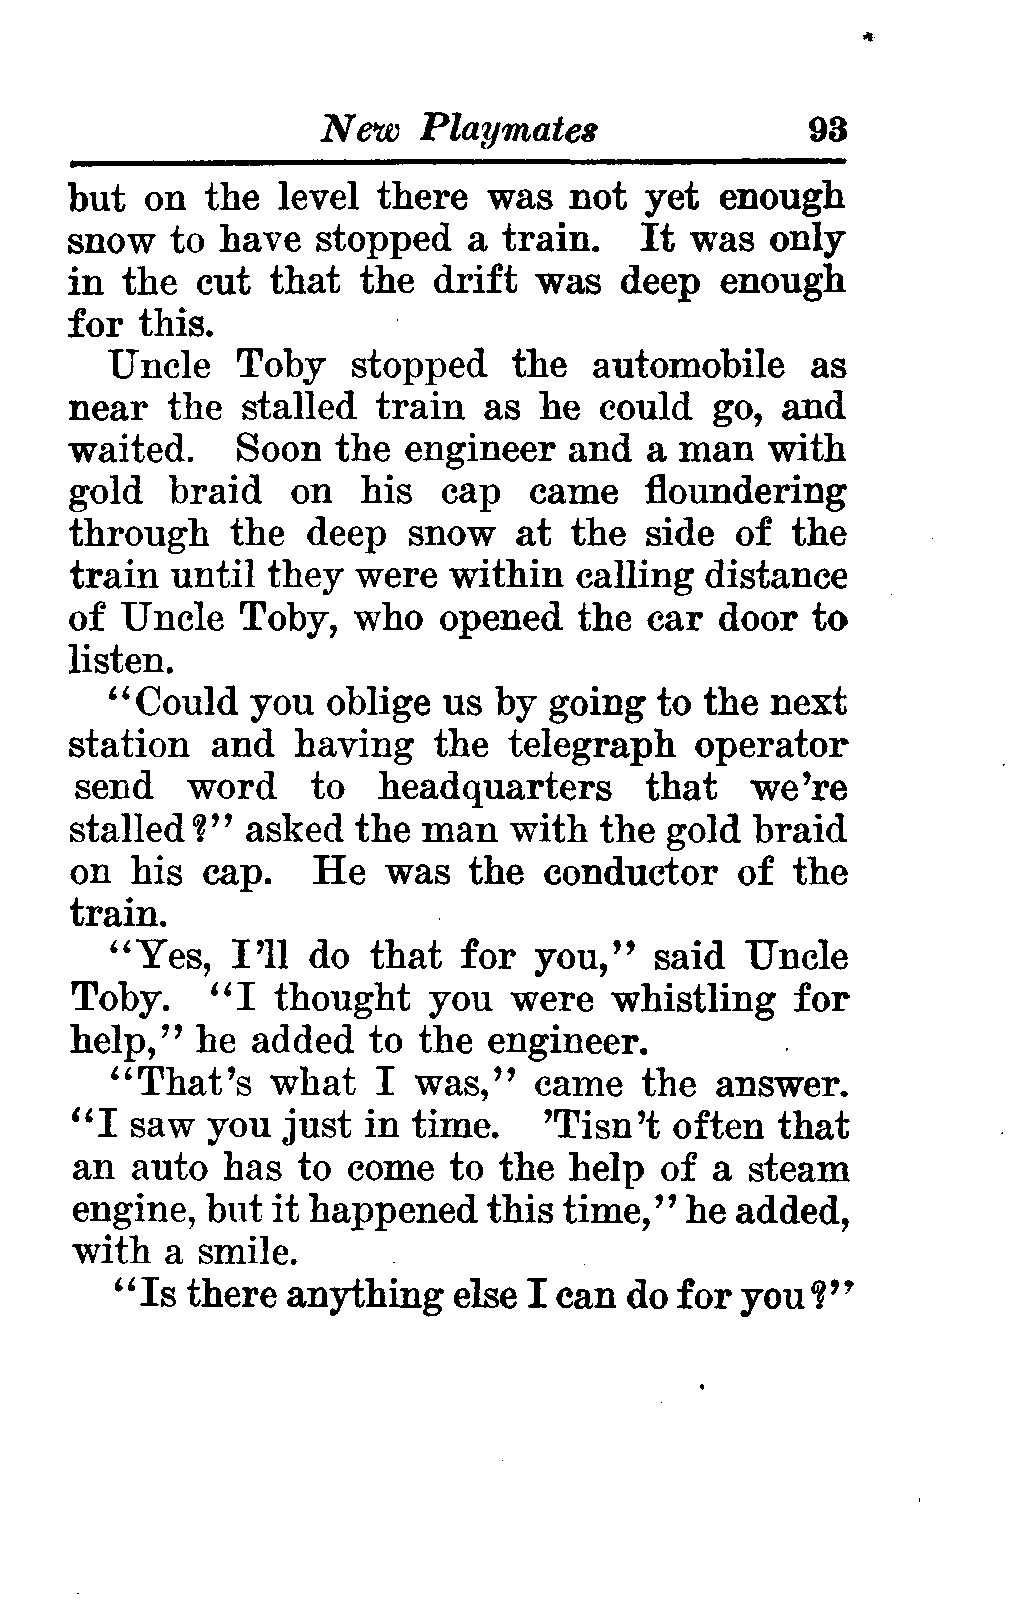 New Playmates 93
but on the level there was not yet enough
snow to have stopped a train. It was only
in the cut that the drift was deep enough
for this.
Uncle Toby stopped the automobile as
near the stalled train as he could go, and
waited. Soon the engineer and a man with
gold braid on his cap came floundering
through the deep snow at the side of the
train until they were within calling distance
of Uncle Toby, who opened the car door to
listen.
“Could you oblige us by going to the next
station and having the telegraph operator
send word to headquarters that we’re
stalled?” asked the man with the gold braid
on his cap. He was the conductor of the
train.
“Yes, I’ll do that for you,” said Uncle
Toby. “I thought you were whistling for
help,” he added to the engineer.
“That’s what I was,” came the answer.
“I saw you just in time. ’Tisn’t often that
an auto has to come to the help of a steam
engine, but it happened this time,” he added,
with a smile.
“Is there anything else I can do for you?”